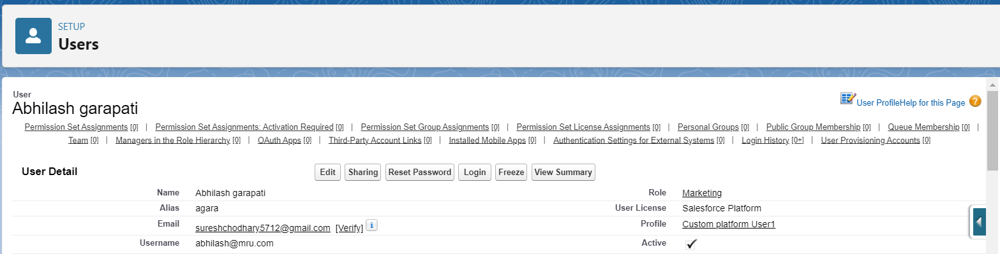 SETUP
Users
User
Abhilash garapati
User ProfileHelp for this Page
Permission Set Assignments [0] | Permission Set Assignments: Activation Required [0] | Permission Set Group Assignments [0] | Permission Set License Assignments [0] | Personal Groups [0] | Public Group Membership [0] | Queue Membership [0] |
Team [0] | Managers in the Role Hierarchy [0] | OAuth Apps [0] | Third-Party Account Links [0] | Installed Mobile Apps [0] | Authentication Settings for External Systems [0] | Login History [0+] | User Provisioning Accounts [0]
User Detail Edit Sharing Reset Password Login Freeze View Summary
Name Abhilash garapati Role Marketing
Alias agara User License Salesforce Platform
Email sureshchodhary5712@gmail.com [Verify] i Profile Custom platform User1
Username abhilash@mru.com Active